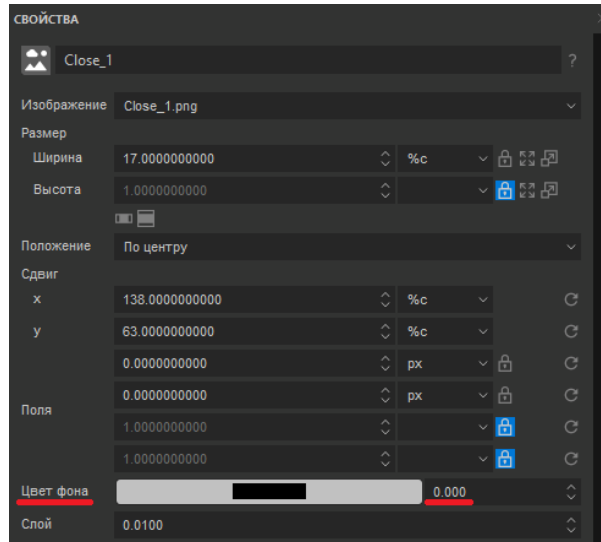 СВОЙСТВА
Close_1 ?
Изображение Close_1.png
Размер
Ширина 17.0000000000 %c
Высота 1.0000000000
Положение По центру
Сдвиг
x 138.0000000000 %c
y 63.0000000000 %c
0.0000000000 px
0.0000000000 px
Поля
1.0000000000
1.0000000000
Цвет фона 0.000
Слой 0.0100